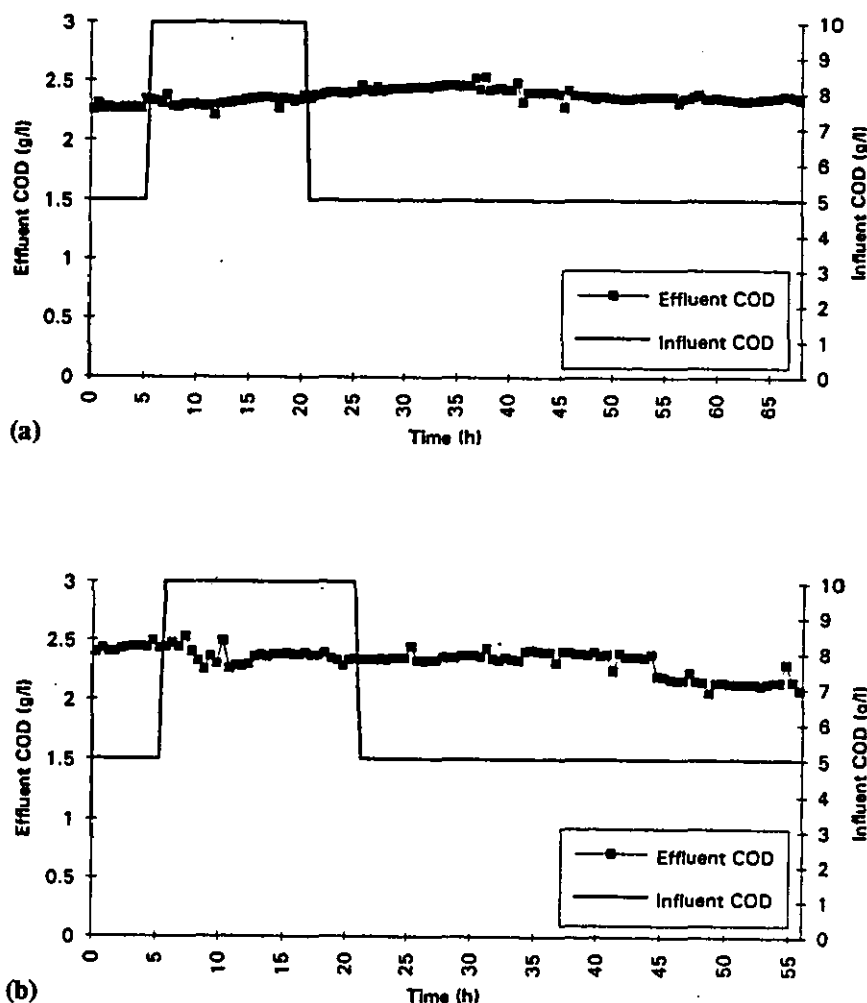 3
2.5
2
1.5
1
0.5
0
Effluent COD (g/l)
10
9
8
7
6
5
4
3
2
1
0
Influent COD (g/l)
Effluent COD
Influent COD
0 5 10 15 20 25 30 35 40 45 50 55 60 65
Time (h)
(a)
3
2.5
2
1.5
1
0.5
0
Effluent COD (g/l)
10
9
8
7
6
5
4
3
2
1
0
Influent COD (g/l)
Effluent COD
Influent COD
0 5 10 15 20 25 30 35 40 45 50 55
Time (h)
(b)